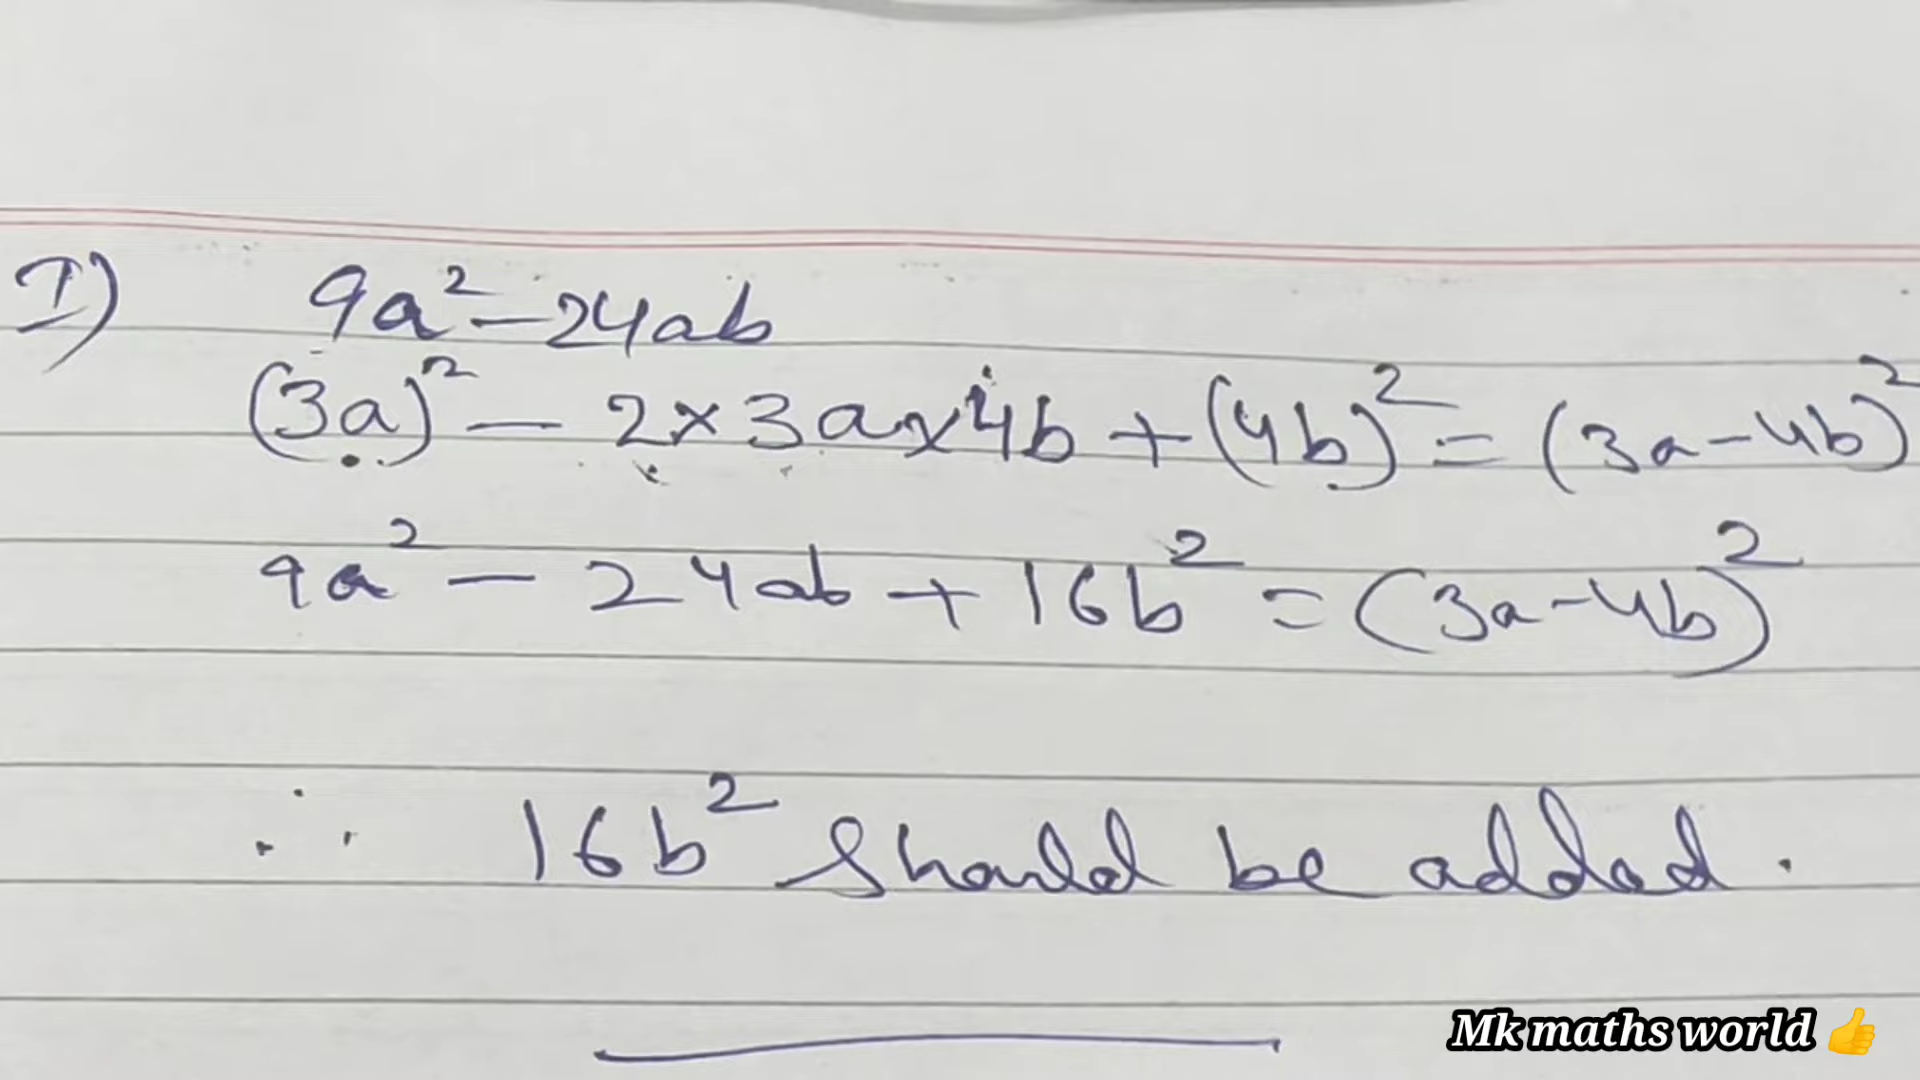 I) 9a² - 24ab
(3a)² - 2 × 3a × 4b + (4b)² = (3a - 4b)²
9a² - 24ab + 16b² = (3a - 4b)²
∴ 16b² should be added.
Mk maths world 👍